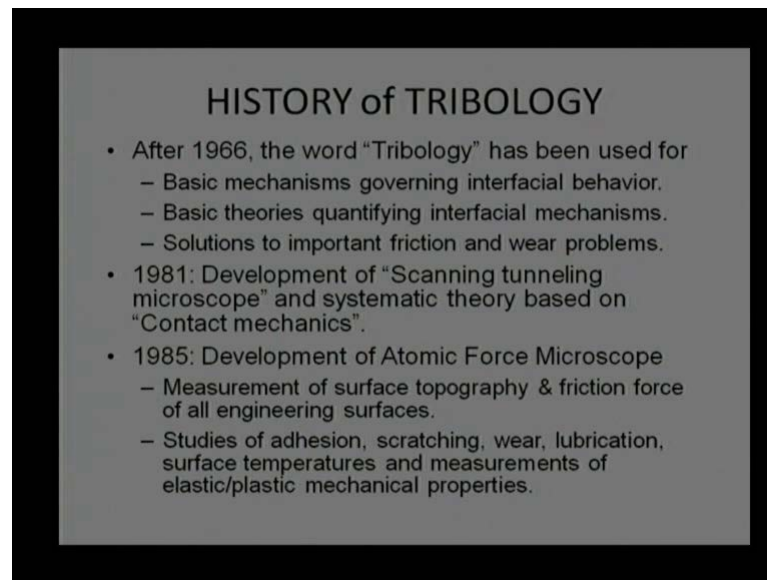 HISTORY of TRIBOLOGY
• After 1966, the word “Tribology” has been used for
– Basic mechanisms governing interfacial behavior.
– Basic theories quantifying interfacial mechanisms.
– Solutions to important friction and wear problems.
• 1981: Development of “Scanning tunneling
microscope” and systematic theory based on
“Contact mechanics”.
• 1985: Development of Atomic Force Microscope
– Measurement of surface topography & friction force
of all engineering surfaces.
– Studies of adhesion, scratching, wear, lubrication,
surface temperatures and measurements of
elastic/plastic mechanical properties.